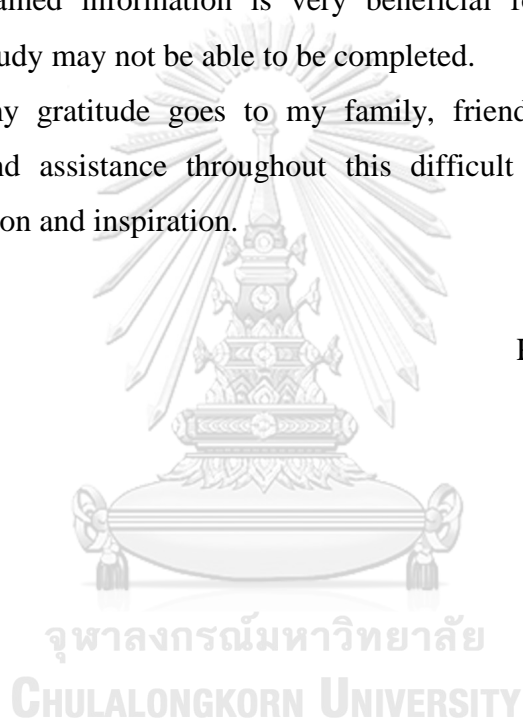 ained information is very beneficial
udy may not be able to be completed.
gratitude goes to my family, friend
nd assistance throughout this difficult
on and inspiration.
จุฬาลงกรณ์มหาวิทยาลัย
CHULALONGKORN UNIVERSITY